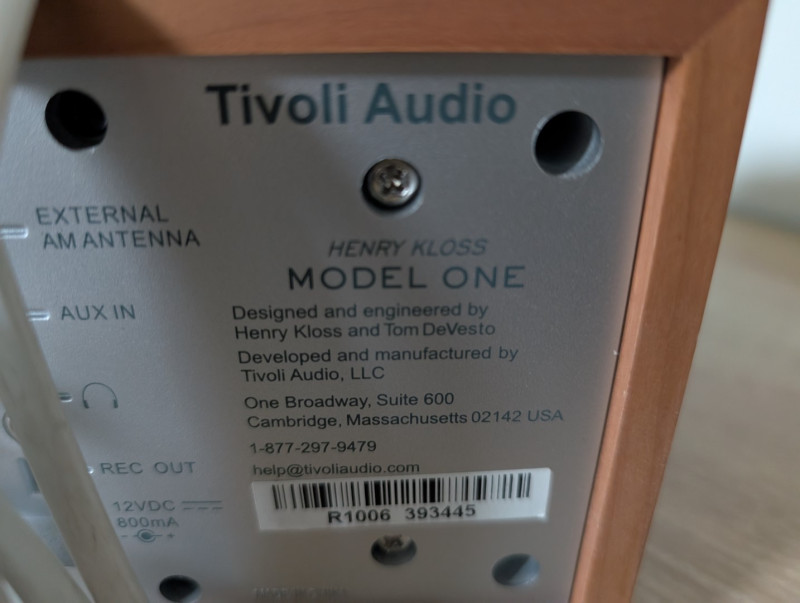 Tivoli Audio
EXTERNAL
AM ANTENNA
AUX IN
REC OUT
12VDC
800mA
HENRY KLOSS
MODEL ONE
Designed and engineered by
Henry Kloss and Tom DeVesto
Developed and manufactured by
Tivoli Audio, LLC
One Broadway, Suite 600
Cambridge, Massachusetts 02142 USA
1-877-297-9479
help@tivoliaudio.com
R1006 393445